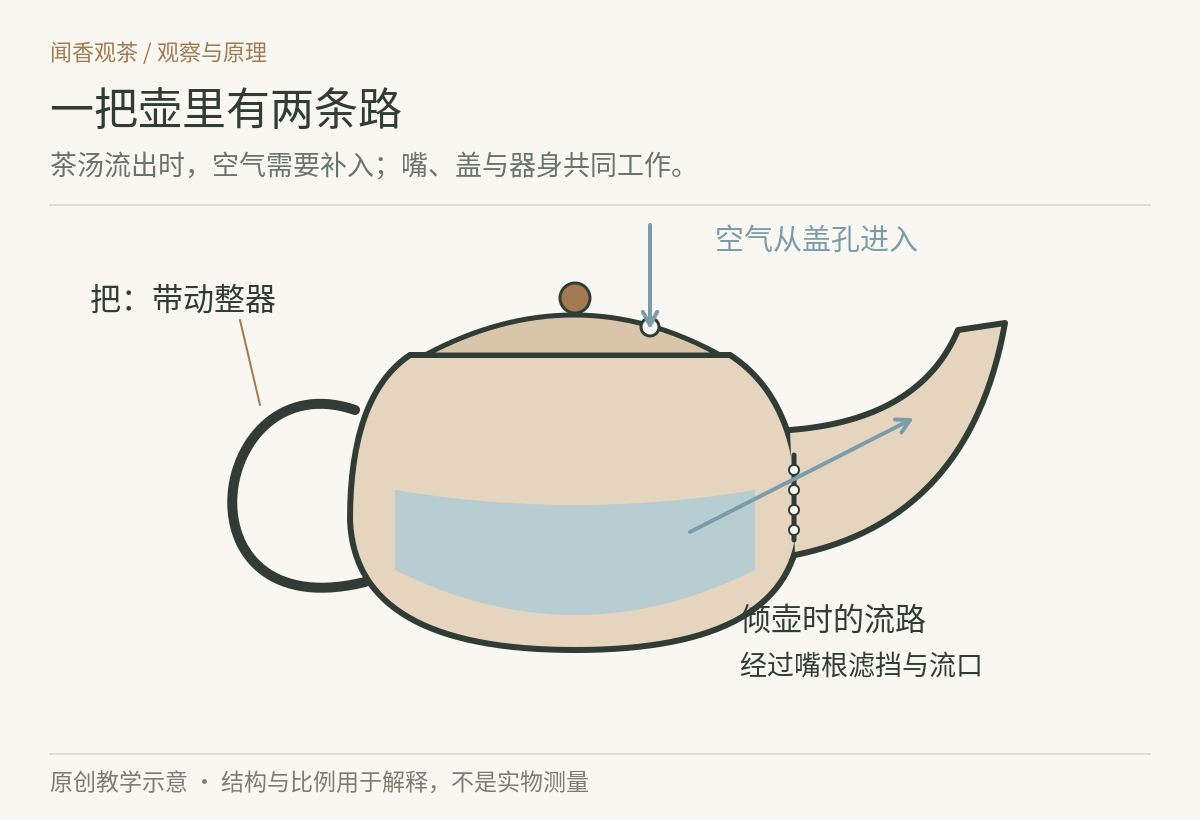 闻香观茶 / 观察与原理
一把壶里有两条路
茶汤流出时，空气需要补入；嘴、盖与器身共同工作。
空气从盖孔进入
把：带动整器
倾壶时的流路
经过嘴根滤挡与流口
原创教学示意 · 结构与比例用于解释，不是实物测量